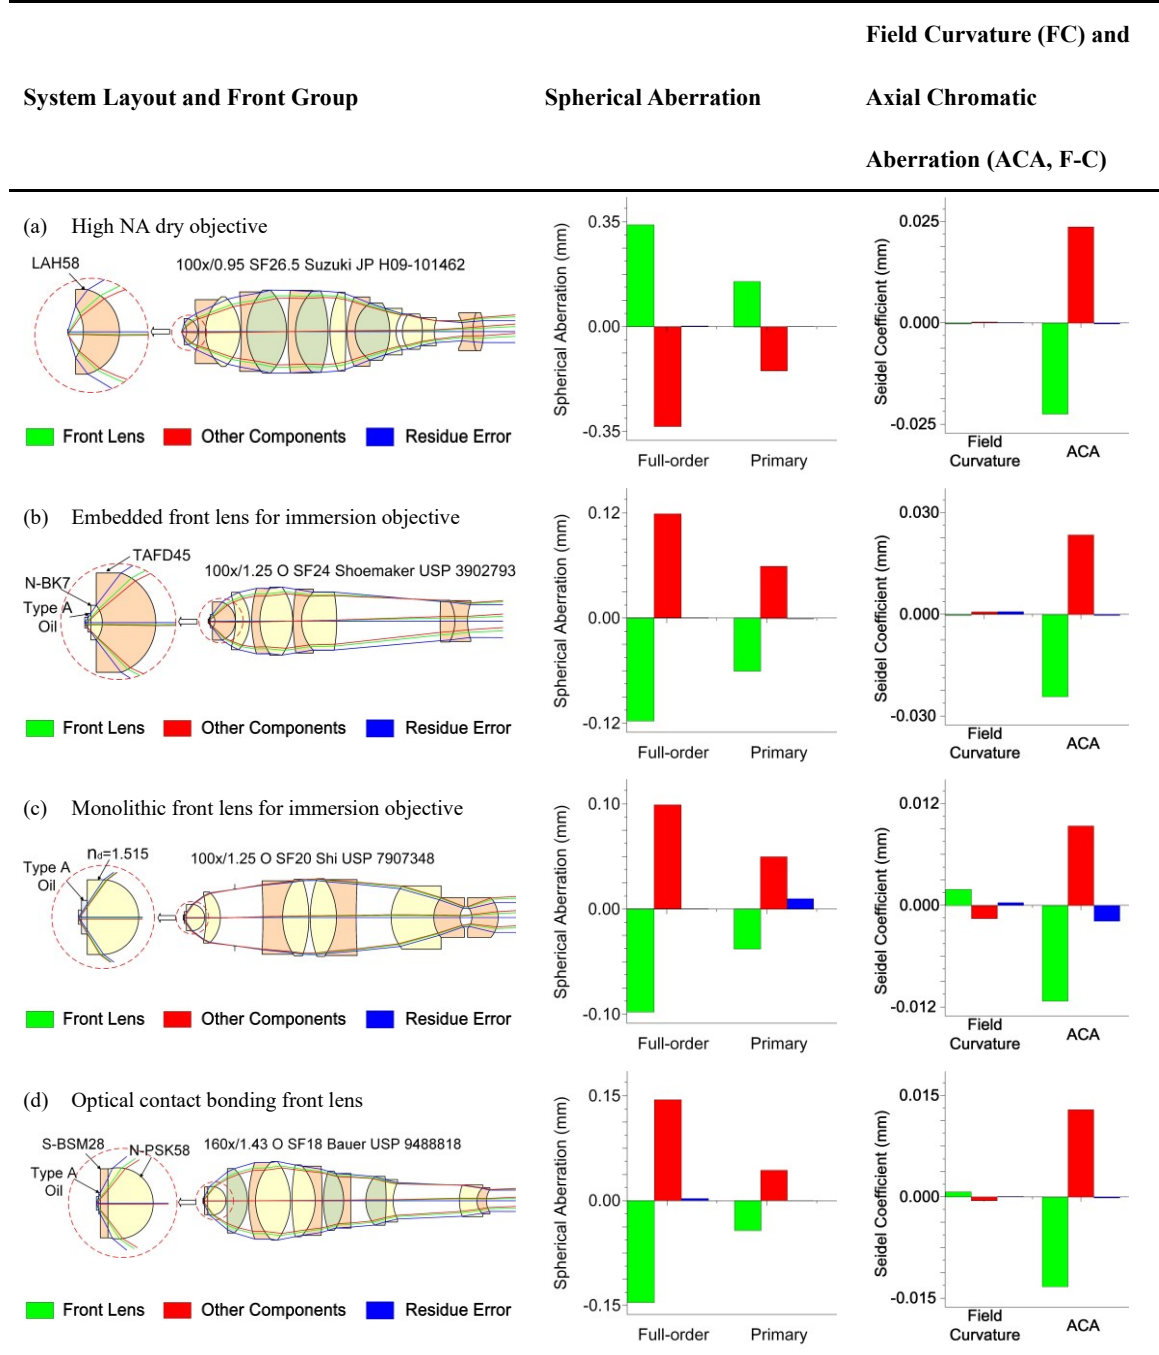 System Layout and Front Group
Spherical Aberration
Field Curvature (FC) and
Axial Chromatic
Aberration (ACA, F-C)
(a) High NA dry objective
LAH58
100x/0.95 SF26.5 Suzuki JP H09-101462
Front Lens
Other Components
Residue Error
Spherical Aberration (mm)
0.35
0.00
-0.35
Full-order
Primary
Seidel Coefficient (mm)
0.025
0.000
-0.025
Field
Curvature
ACA
(b) Embedded front lens for immersion objective
TAFD45
N-BK7
Type A
Oil
100x/1.25 O SF24 Shoemaker USP 3902793
Front Lens
Other Components
Residue Error
Spherical Aberration (mm)
0.12
0.00
-0.12
Full-order
Primary
Seidel Coefficient (mm)
0.030
0.000
-0.030
Field
Curvature
ACA
(c) Monolithic front lens for immersion objective
nd=1.515
Type A
Oil
100x/1.25 O SF20 Shi USP 7907348
Front Lens
Other Components
Residue Error
Spherical Aberration (mm)
0.10
0.00
-0.10
Full-order
Primary
Seidel Coefficient (mm)
0.012
0.000
-0.012
Field
Curvature
ACA
(d) Optical contact bonding front lens
S-BSM28
N-PSK58
Type A
Oil
160x/1.43 O SF18 Bauer USP 9488818
Front Lens
Other Components
Residue Error
Spherical Aberration (mm)
0.15
0.00
-0.15
Full-order
Primary
Seidel Coefficient (mm)
0.015
0.000
-0.015
Field
Curvature
ACA